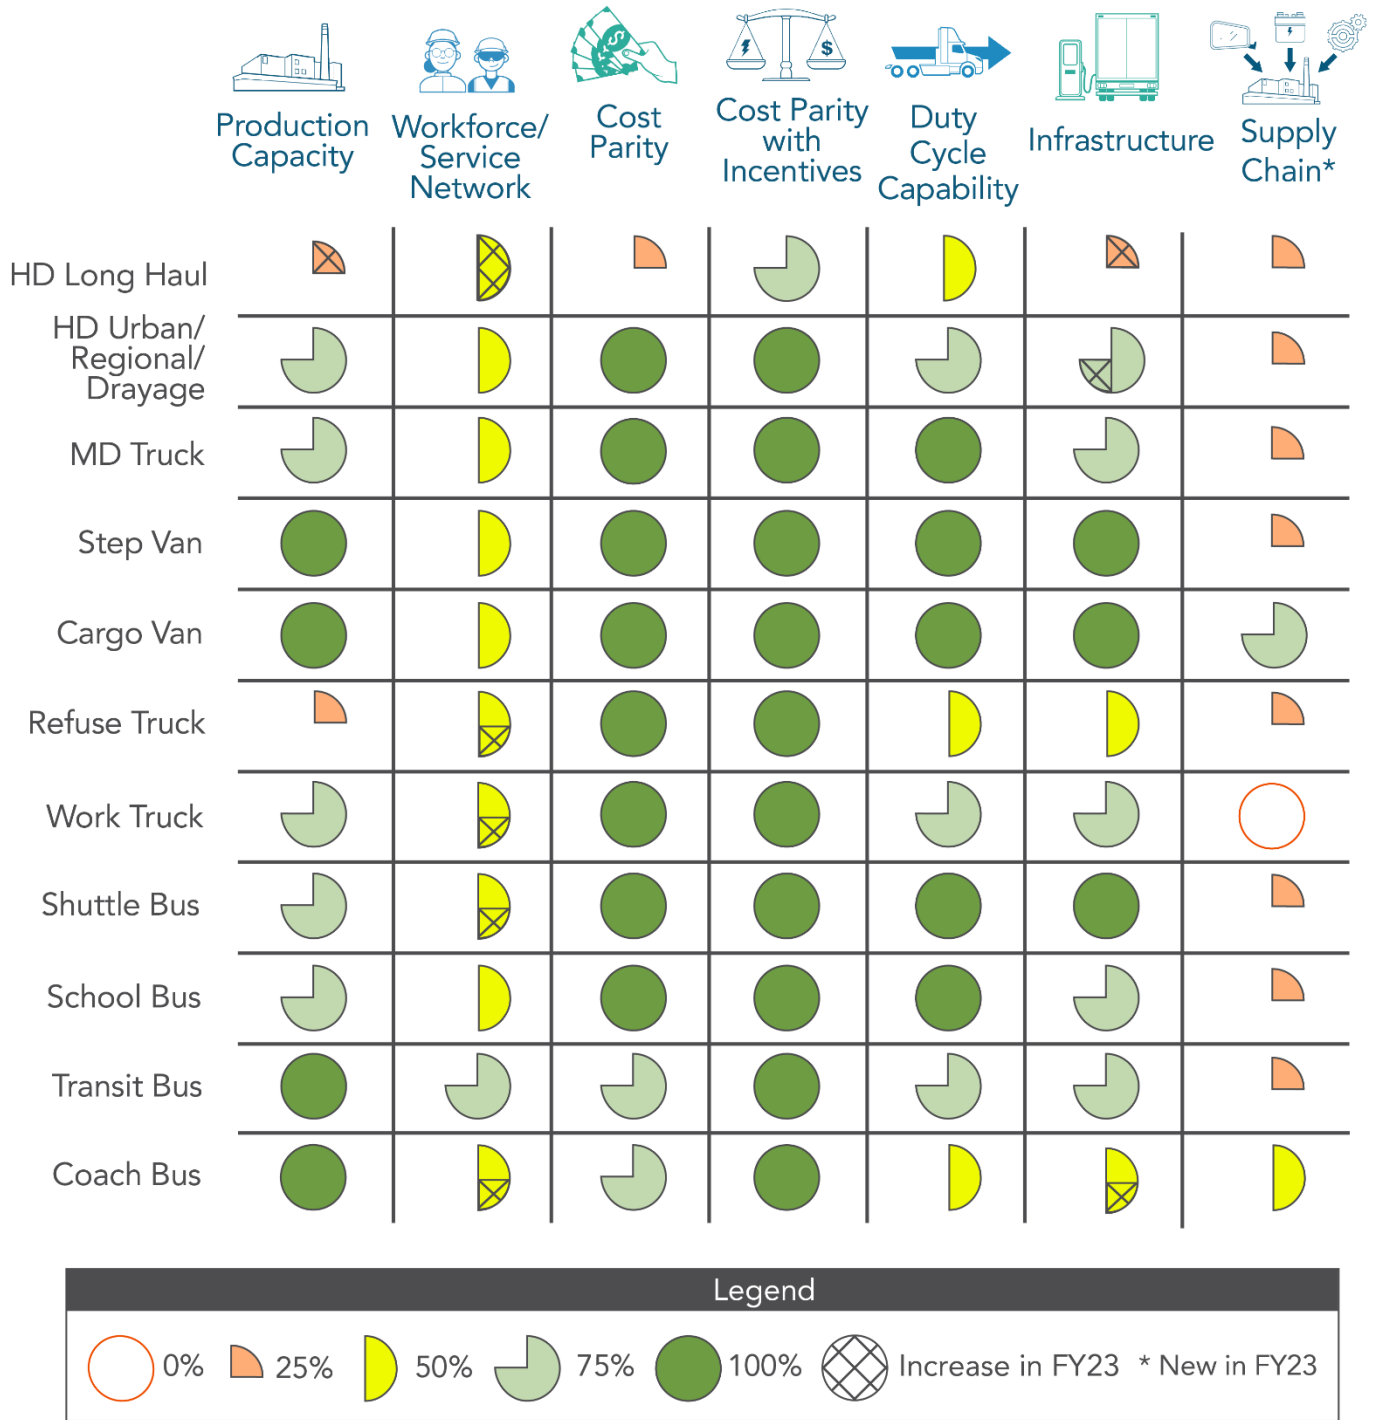 Production
Capacity
Workforce/
Service
Network
Cost
Parity
Cost Parity
with
Incentives
Duty
Cycle
Capability
Infrastructure
Supply
Chain*
$
$
HD Long Haul
HD Urban/
Regional/
Drayage
MD Truck
Step Van
Cargo Van
Refuse Truck
Work Truck
Shuttle Bus
School Bus
Transit Bus
Coach Bus
Legend
0%
25%
50%
75%
100%
Increase in FY23
* New in FY23